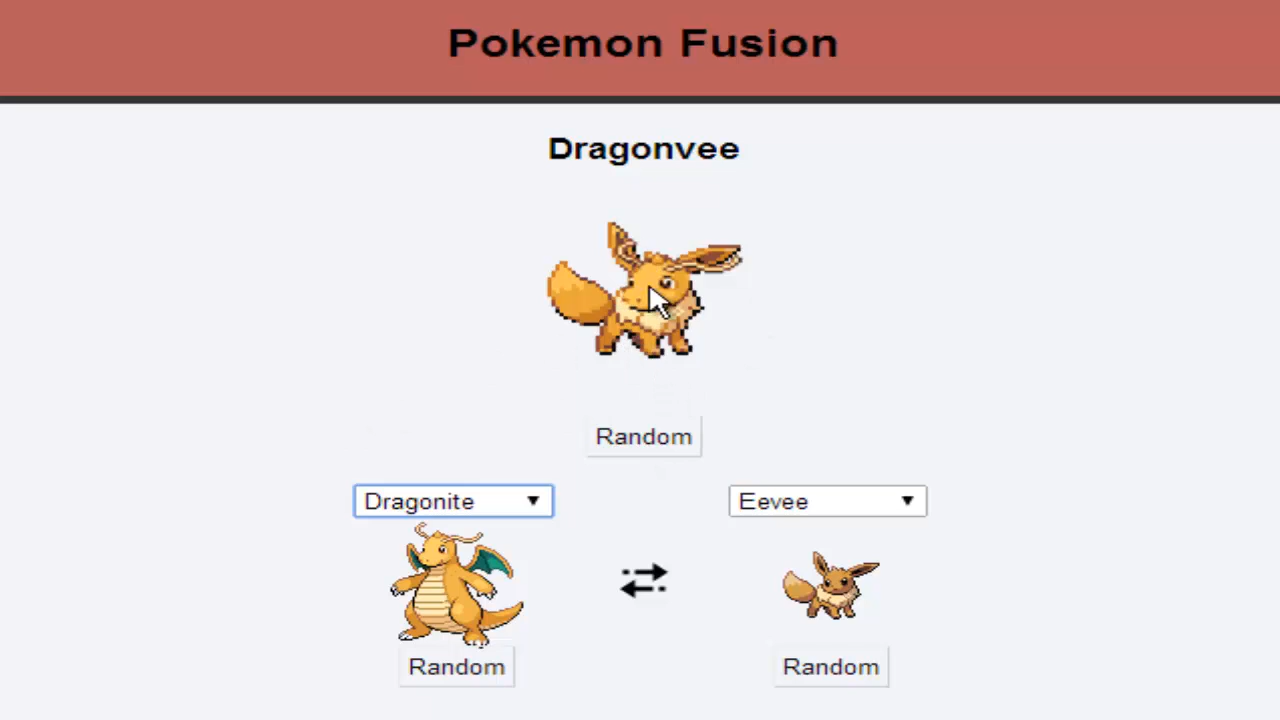 Pokemon Fusion
Dragonvee
Random
Dragonite
Eevee
Random
Random